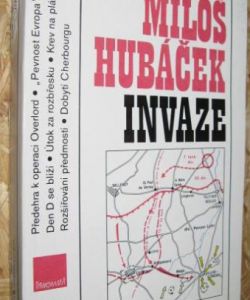 MILOŠ
HUBÁČEK
INVAZE
Předehra k operaci Overlord • „Pevnost Evropa
Den D se blíží • Útok za rozbřesku • Krev na plá
Rozšiřování předmostí • Dobytí Cherbourgu